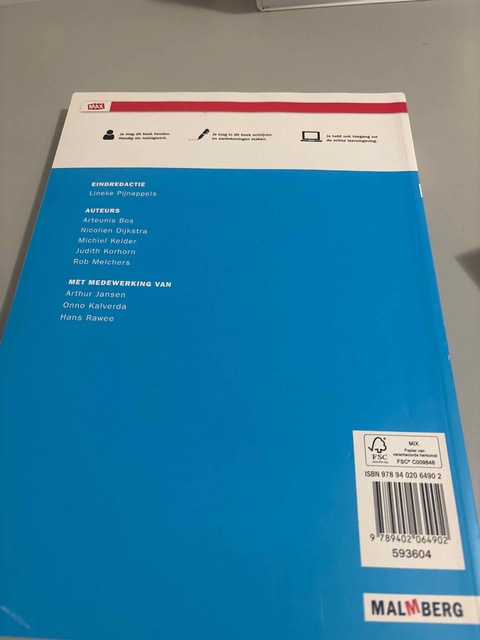 MAX
Je mag dit boek houden.
Handig als naslagwerk.
Je mag in dit boek schrijven
en aantekeningen maken.
Je hebt ook toegang tot
de online leeromgeving.
EINDREDACTIE
Lineke Pijnappels
AUTEURS
Arteunis Bos
Nicolien Dijkstra
Michiel Kelder
Judith Korhorn
Rob Melchers
MET MEDEWERKING VAN
Arthur Jansen
Onno Kalverda
Hans Rawee
FSC
www.fsc.org
MIX
Papier van
verantwoorde herkomst
FSC® C009846
ISBN 978 94 020 6490 2
9 789402 064902
593604
MALMBERG